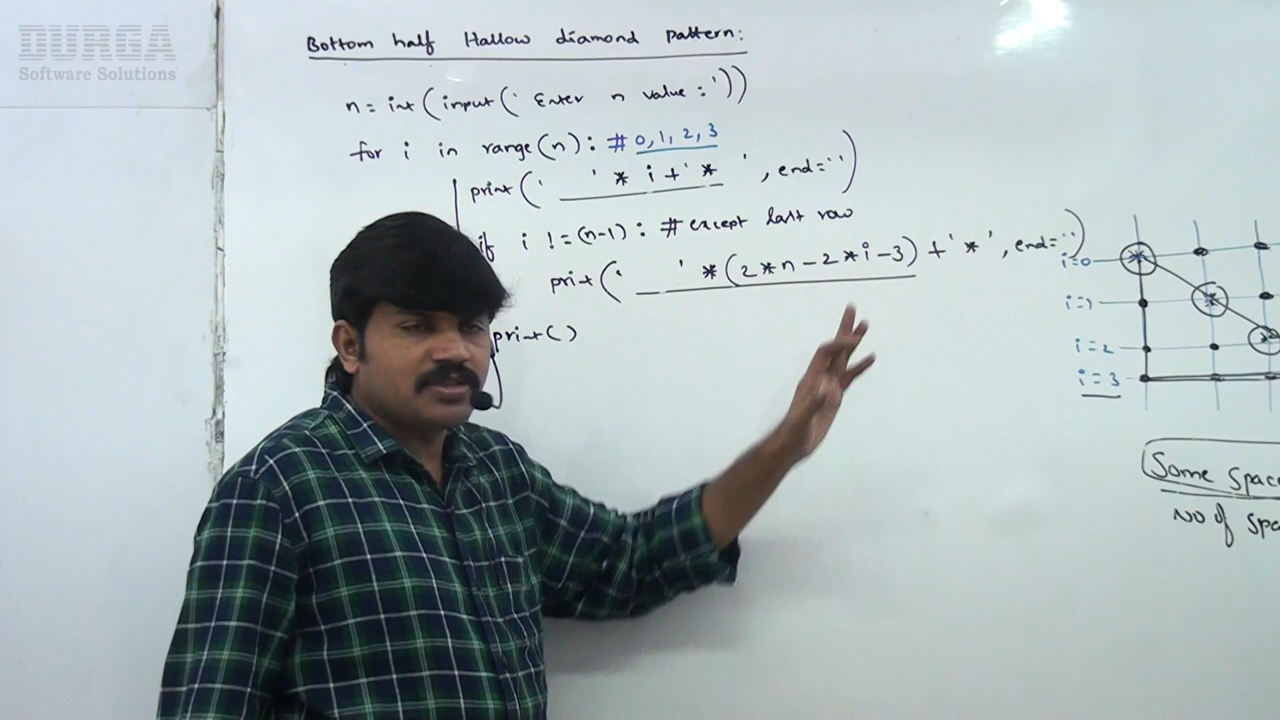 DURGA
Software Solutions
Bottom half Hallow diamond pattern:
n = int(input('Enter n value:'))
for i in range(n): # 0, 1, 2, 3
print(' '* i+'*', end='')
if i != (n-1): # except last row
print(' '*(2*n-2*i-3)+'*', end='')
print()
i=0
i=1
i=2
i=3
Some space
No of spa